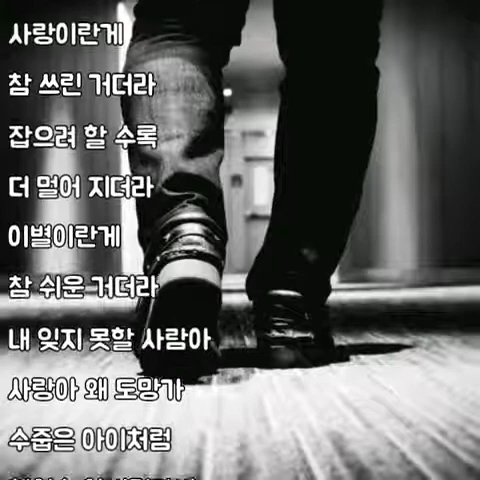 사랑이란게
참 쓰린 거더라
잡으려 할 수록
더 멀어 지더라
이별이란게
참 쉬운 거더라
내 잊지 못할 사람아
사랑아 왜 도망가
수줍은 아이처럼